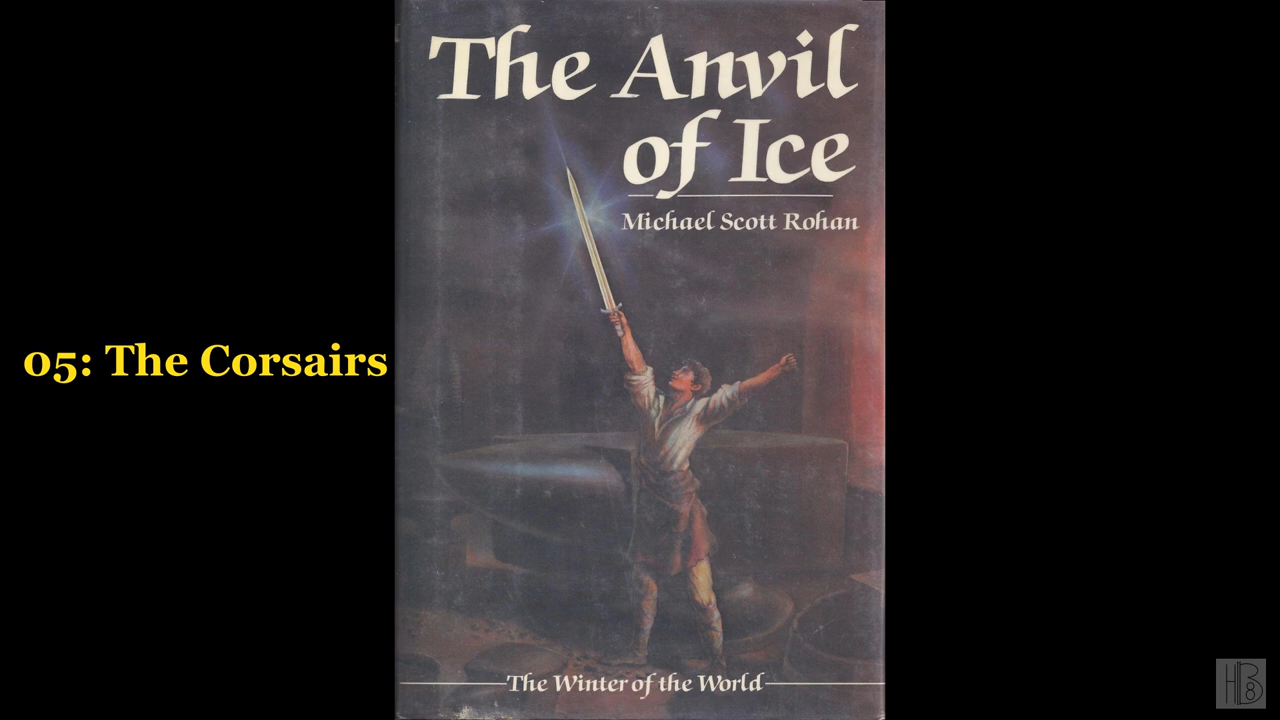 The Anvil
of Ice
Michael Scott Rohan
05: The Corsairs
The Winter of the World